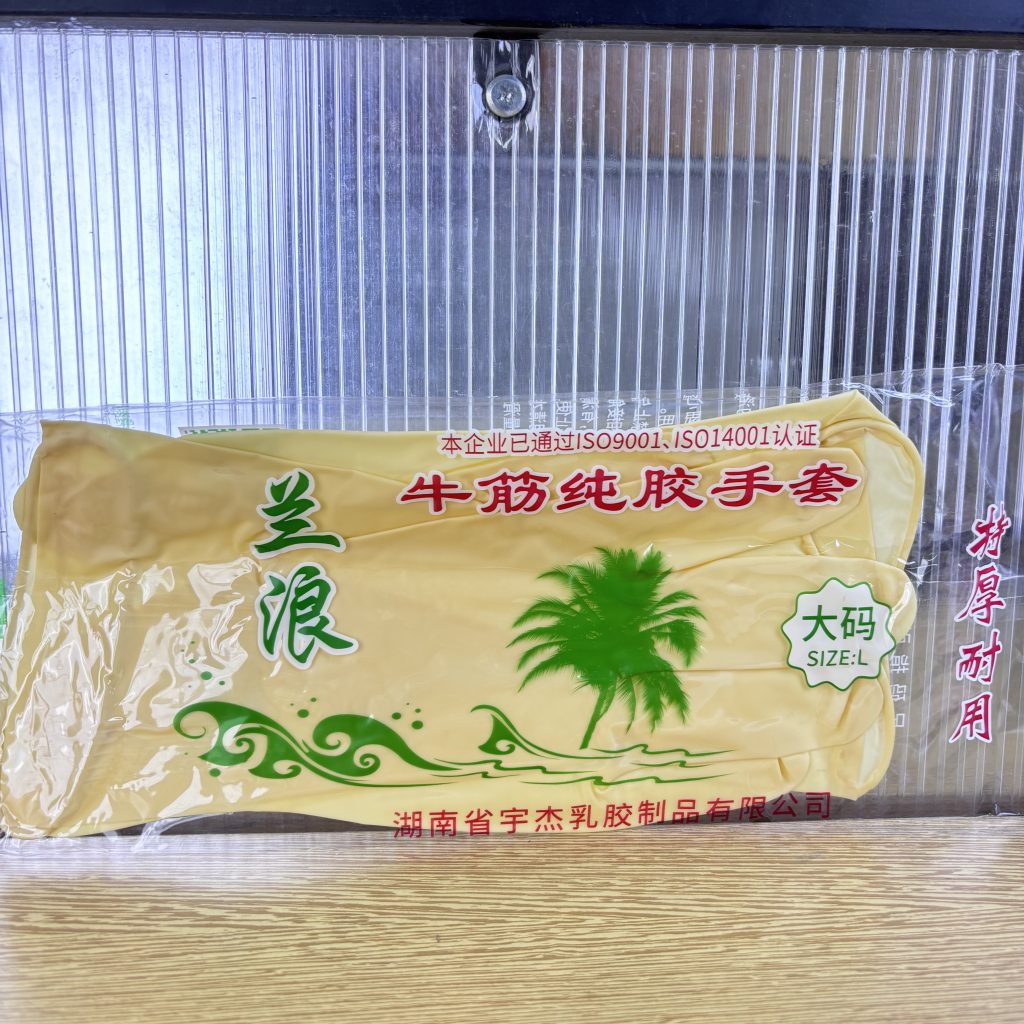 本企业已通过ISO9001、ISO14001认证
牛筋纯胶手套
兰浪
大码
SIZE:L
特厚耐用
湖南省宇杰乳胶制品有限公司